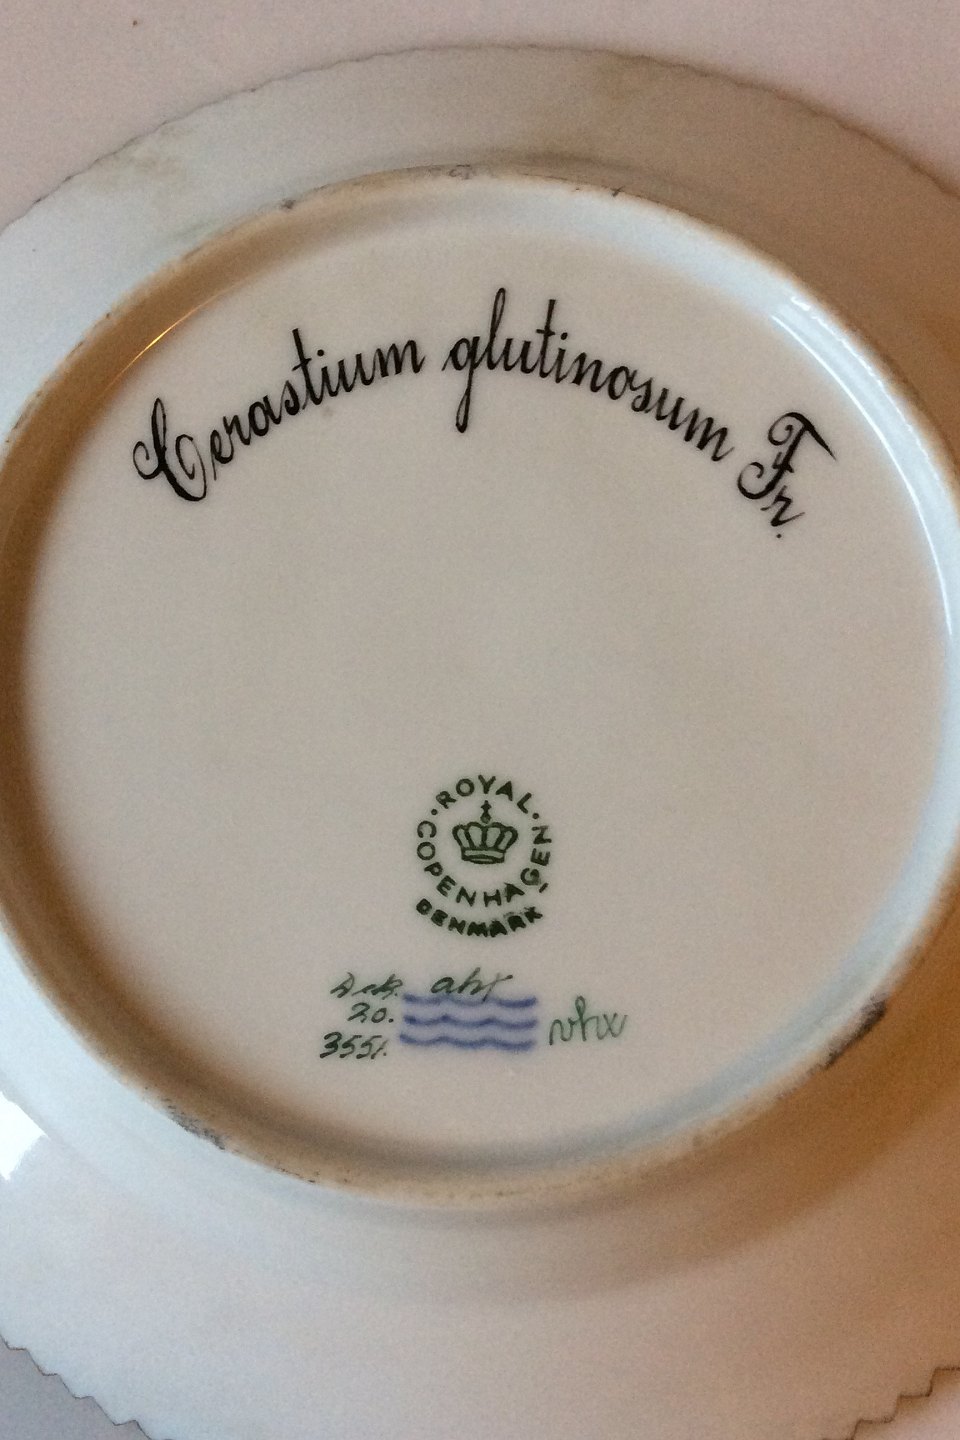 Cerastium glutinosum Fr.
ROYAL
COPENHAGEN
DENMARK
20.
3551.